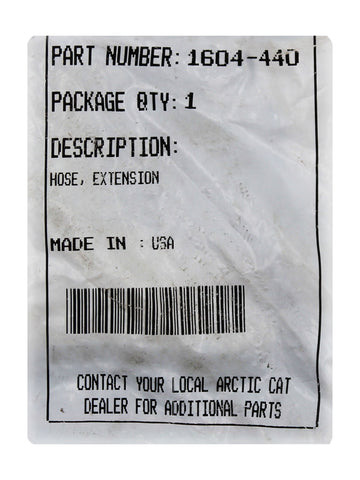 PART NUMBER: 1604-440
PACKAGE QTY: 1
DESCRIPTION:
HOSE, EXTENSION
MADE IN : USA
CONTACT YOUR LOCAL ARCTIC CAT
DEALER FOR ADDITIONAL PARTS